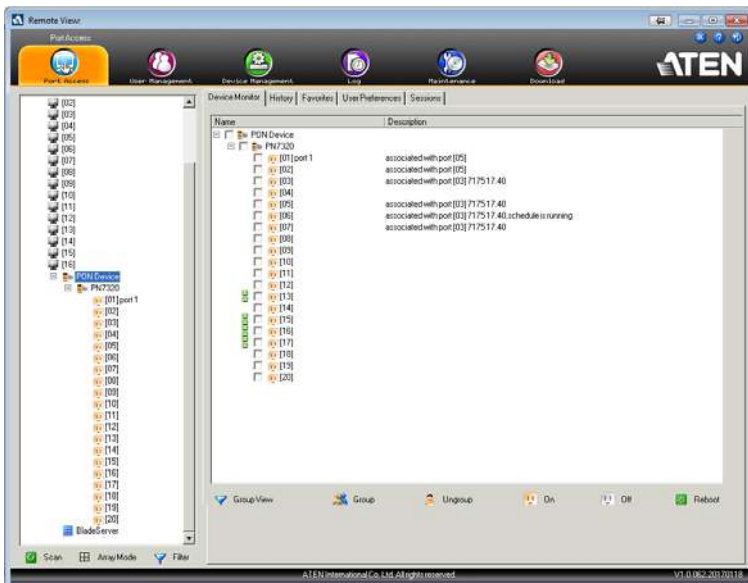 Remote View:
Port Access
Port Access User Management Device Management Log Maintenance Download
ATEN
[02]
[03]
[04]
[05]
[06]
[07]
[08]
[09]
[10]
[11]
[12]
[13]
[14]
[15]
[16]
PON Device
PN7320
[01] port 1
[02]
[03]
[04]
[05]
[06]
[07]
[08]
[09]
[10]
[11]
[12]
[13]
[14]
[15]
[16]
[17]
[18]
[19]
[20]
BladeServer
Scan Array Mode Filter
Device Monitor History Favorites User Preferences Sessions
Name Description
PON Device
PN7320
[01] port 1 associated with port [05]
[02] associated with port [05]
[03] associated with port [03] 717517.40
[04]
[05] associated with port [03] 717517.40
[06] associated with port [03] 717517.40, schedule is running
[07] associated with port [03] 717517.40
[08]
[09]
[10]
[11]
[12]
[13]
[14]
[15]
[16]
[17]
[18]
[19]
[20]
Group View Group Ungroup On Off Reboot
ATEN International Co., Ltd. All rights reserved. V1.0.062.20170118